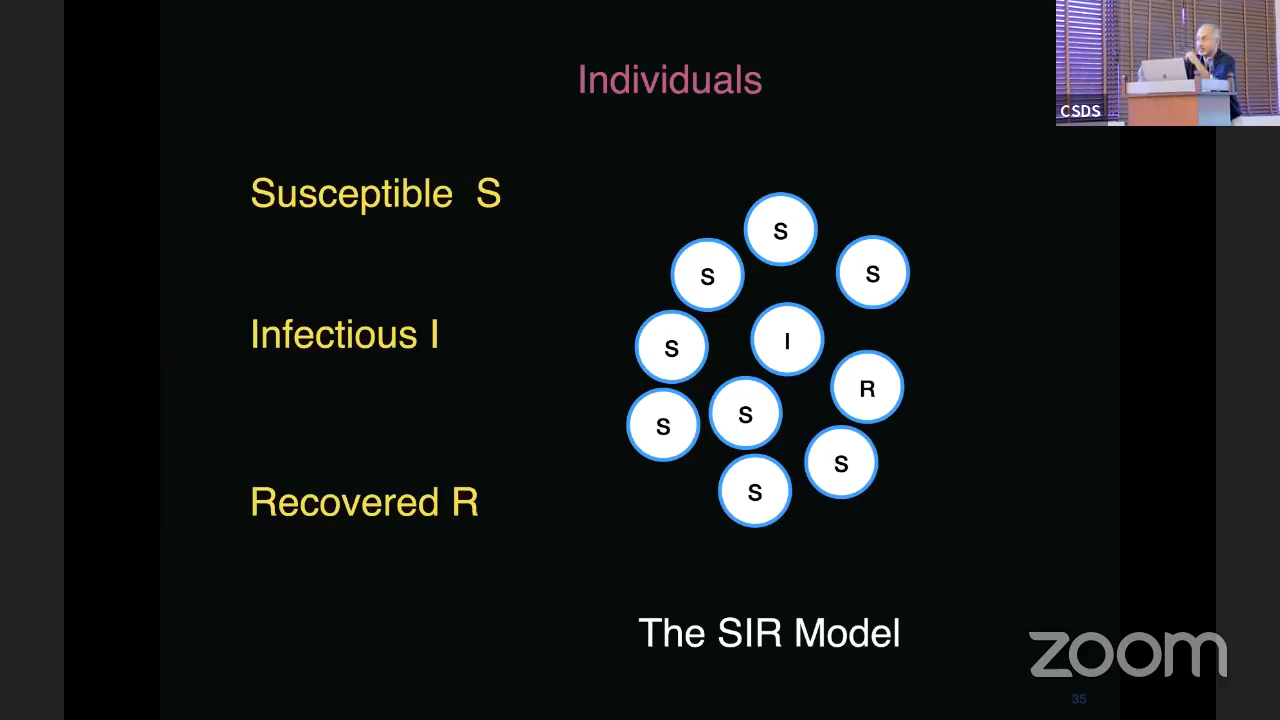 Individuals
CSDS
Susceptible S
S
S
S
Infectious I
S
I
R
S
S
S
S
Recovered R
The SIR Model
zoom
35